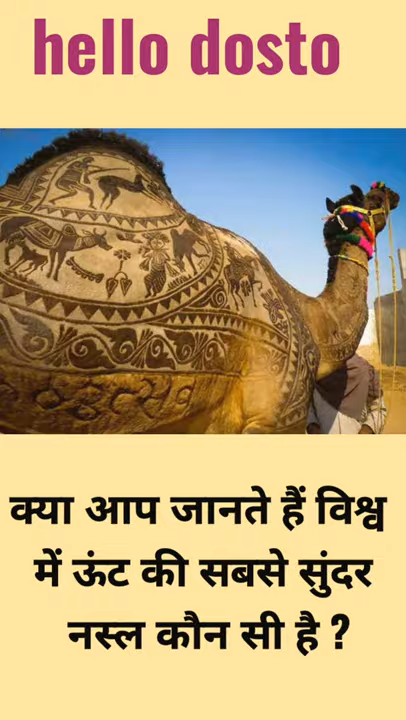 hello dosto
क्या आप जानते हैं विश्व
में ऊंट की सबसे सुंदर
नस्ल कौन सी है ?